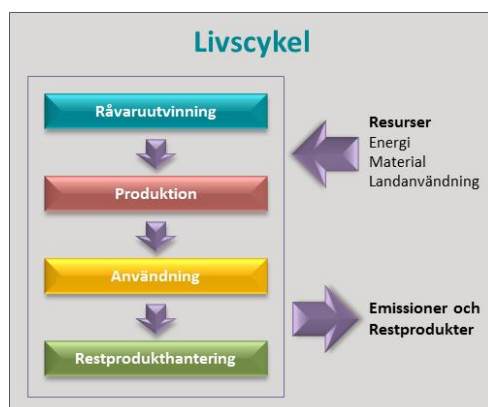 Livscykel
Råvaruutvinning
Produktion
Användning
Restprodukthantering
Resurser
Energi
Material
Landanvändning
Emissioner och
Restprodukter